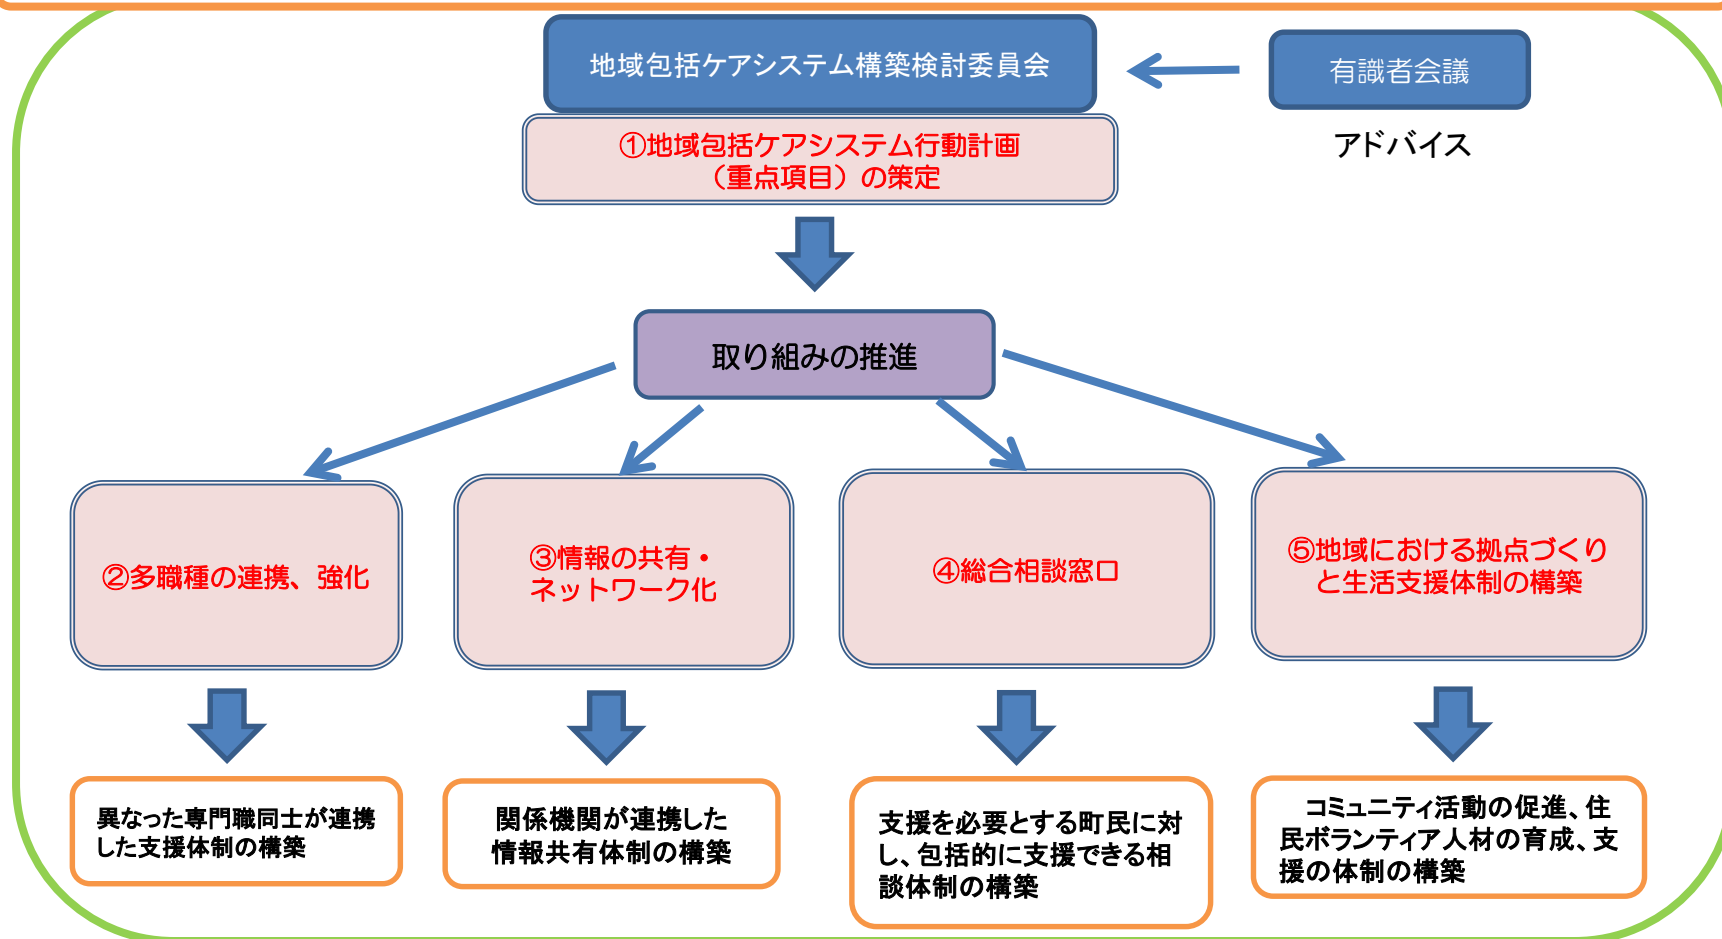 地域包括ケアシステム構築検討委員会
有識者会議
アドバイス
①地域包括ケアシステム行動計画
（重点項目）の策定
取り組みの推進
②多職種の連携、強化
③情報の共有・
ネットワーク化
④総合相談窓口
⑤地域における拠点づくり
と生活支援体制の構築
異なった専門職同士が連携
した支援体制の構築
関係機関が連携した
情報共有体制の構築
支援を必要とする町民に対
し、包括的に支援できる相
談体制の構築
コミュニティ活動の促進、住
民ボランティア人材の育成、支
援の体制の構築